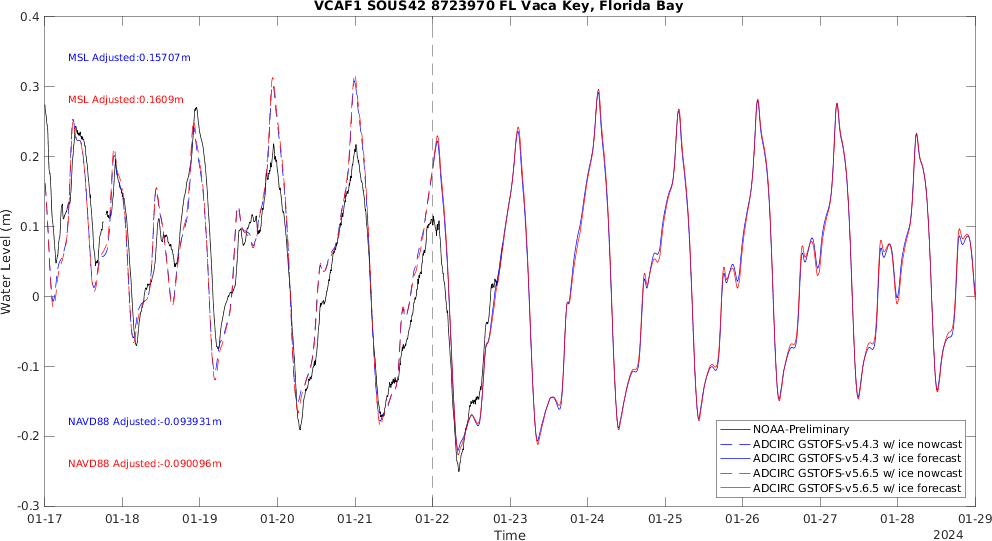 VCAF1 SOUS42 8723970 FL Vaca Key, Florida Bay
Water Level (m)
0.4
0.3
0.2
0.1
0
-0.1
-0.2
-0.3
MSL Adjusted:0.15707m
MSL Adjusted:0.1609m
NAVD88 Adjusted:-0.093931m
NAVD88 Adjusted:-0.090096m
NOAA-Preliminary
ADCIRC GSTOFS-v5.4.3 w/ ice nowcast
ADCIRC GSTOFS-v5.4.3 w/ ice forecast
ADCIRC GSTOFS-v5.6.5 w/ ice nowcast
ADCIRC GSTOFS-v5.6.5 w/ ice forecast
01-17 01-18 01-19 01-20 01-21 01-22 01-23 01-24 01-25 01-26 01-27 01-28 01-29
Time
2024